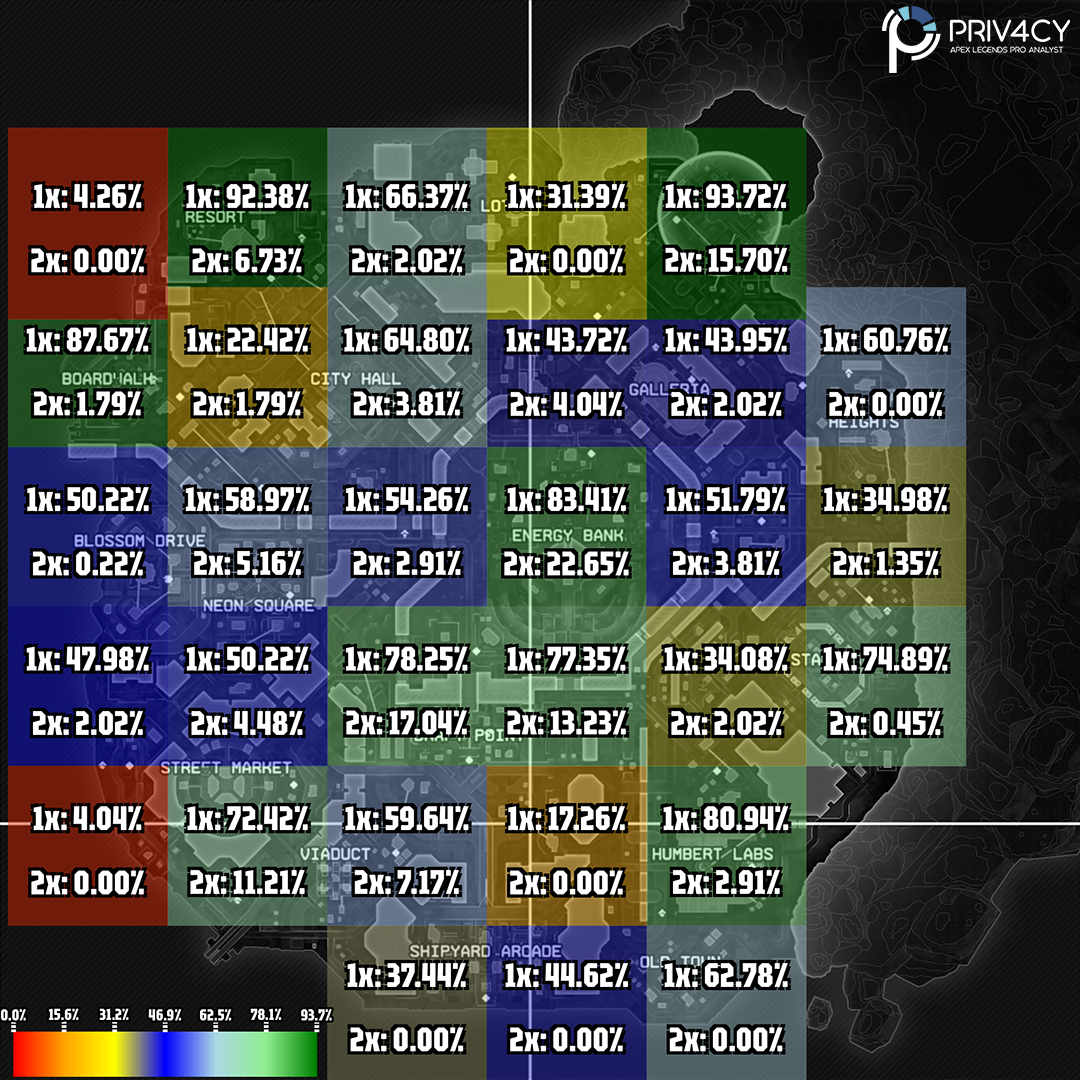 PRIV4CY
APEX LEGENDS PRO ANALYST
1x: 4.26% 1x: 92.38% 1x: 66.37% 1x: 31.39% 1x: 93.72%
RESORT
2x: 0.00% 2x: 6.73% 2x: 2.02% 2x: 0.00% 2x: 15.70%
1x: 87.67% 1x: 22.42% 1x: 64.80% 1x: 43.72% 1x: 43.95% 1x: 60.76%
BOARDWALK CITY HALL GALLERIA
2x: 1.79% 2x: 1.79% 2x: 3.81% 2x: 4.04% 2x: 2.02% 2x: 0.00%
HEIGHTS
1x: 50.22% 1x: 58.97% 1x: 54.26% 1x: 83.41% 1x: 51.79% 1x: 34.98%
BLOSSOM DRIVE ENERGY BANK
2x: 0.22% 2x: 5.16% 2x: 2.91% 2x: 22.65% 2x: 3.81% 2x: 1.35%
NEON SQUARE
1x: 47.98% 1x: 50.22% 1x: 78.25% 1x: 77.35% 1x: 34.08% 1x: 74.89%
2x: 2.02% 2x: 4.48% 2x: 17.04% 2x: 13.23% 2x: 2.02% 2x: 0.45%
STREET MARKET
1x: 4.04% 1x: 72.42% 1x: 59.64% 1x: 17.26% 1x: 80.94%
VIADUCT HUMBERT LABS
2x: 0.00% 2x: 11.21% 2x: 7.17% 2x: 0.00% 2x: 2.91%
SHIPYARD ARCADE OLD TOWN
1x: 37.44% 1x: 44.62% 1x: 62.78%
2x: 0.00% 2x: 0.00% 2x: 0.00%
0.0% 15.6% 31.2% 46.9% 62.5% 78.1% 93.7%